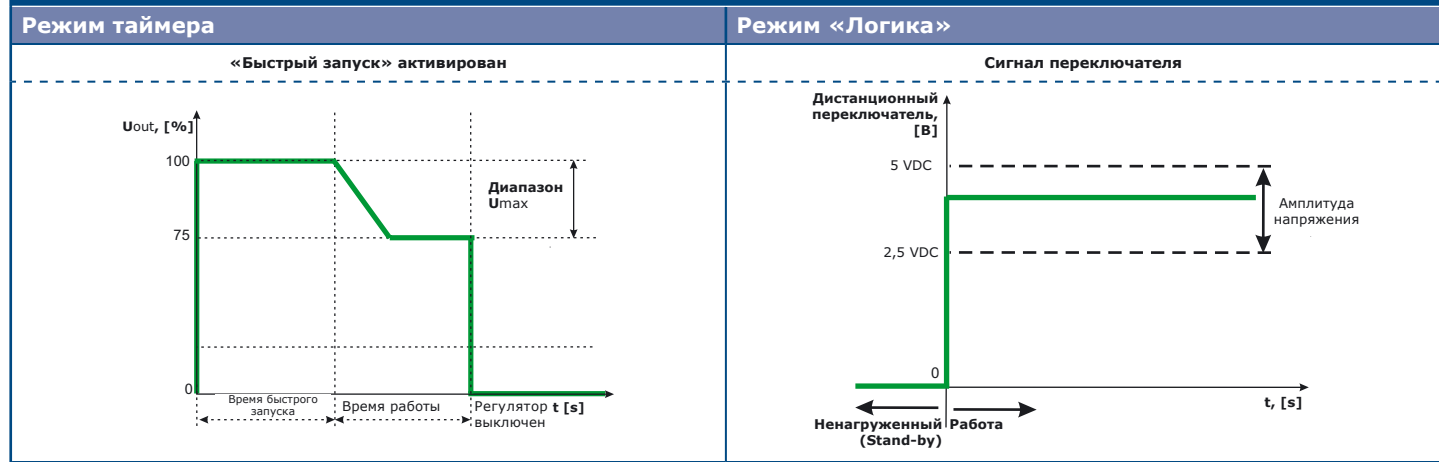 Режим таймера
Режим «Логика»
«Быстрый запуск» активирован
Uout, [%]
100
75
0
Диапазон
Umax
Время быстрого
запуска
Время работы
Регулятор t [s]
выключен
Сигнал переключателя
Дистанционный
переключатель,
[В]
5 VDC
2,5 VDC
0
Амплитуда
напряжения
t, [s]
Ненагруженный Работа
(Stand-by)